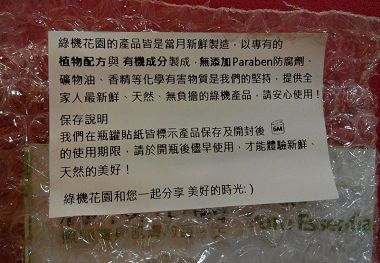 綠機花園的產品皆是當月新鮮製造，以專有的
植物配方與 有機成分製成，無添加Paraben防腐劑、
礦物油、香精等化學有害物質是我們的堅持，提供全
家人最新鮮、天然、無負擔的綠機產品，請安心使用！
保存說明
我們在瓶罐貼紙皆標示產品保存及開封後 6M
的使用期限，請於開瓶後儘早使用，才能體驗新鮮、
天然的美好！
綠機花園和您一起分享 美好的時光:)
Essentia